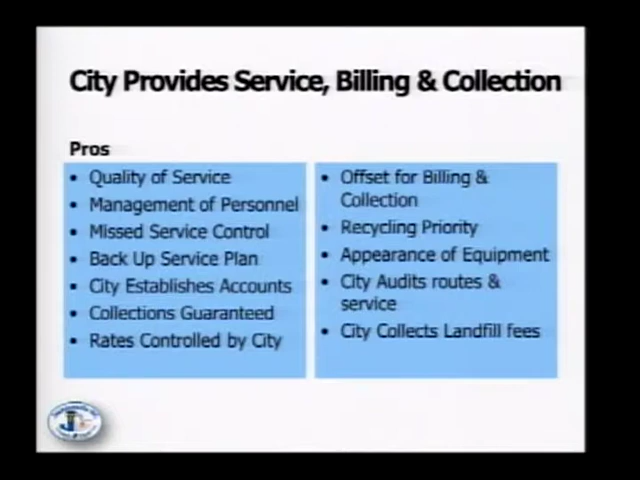 City Provides Service, Billing & Collection
Pros
• Quality of Service
• Management of Personnel
• Missed Service Control
• Back Up Service Plan
• City Establishes Accounts
• Collections Guaranteed
• Rates Controlled by City
• Offset for Billing &
Collection
• Recycling Priority
• Appearance of Equipment
• City Audits routes &
service
• City Collects Landfill fees